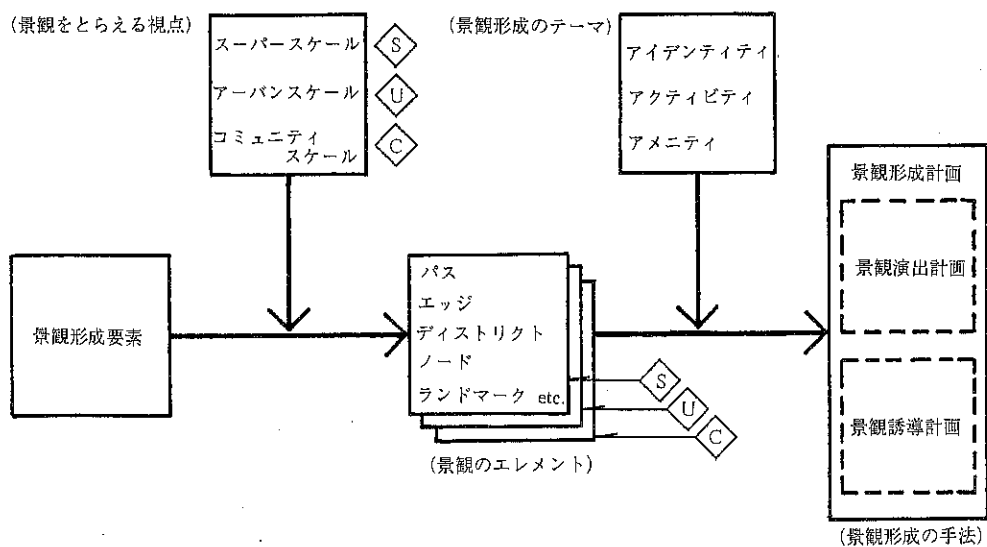 (景観をとらえる視点)
スーパースケール
S
アーバンスケール
U
コミュニティ
スケール
C
(景観形成のテーマ)
アイデンティティ
アクティビティ
アメニティ
景観形成要素
パス
エッジ
ディストリクト
ノード
ランドマーク etc.
S
U
C
(景観のエレメント)
景観形成計画
景観演出計画
景観誘導計画
(景観形成の手法)